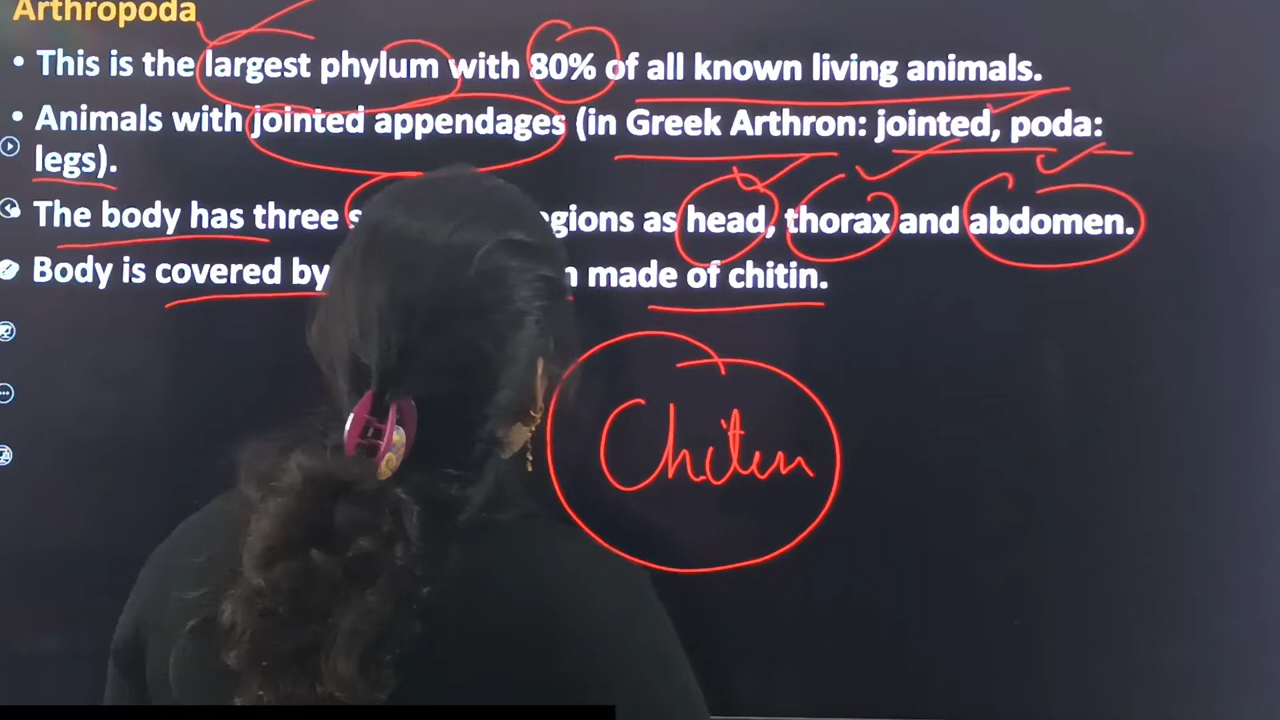 Arthropoda
• This is the largest phylum with 80% of all known living animals.
• Animals with jointed appendages (in Greek Arthron: jointed, poda:
legs).
The body has three gions as head, thorax and abdomen.
Body is covered by n made of chitin.
Chitin